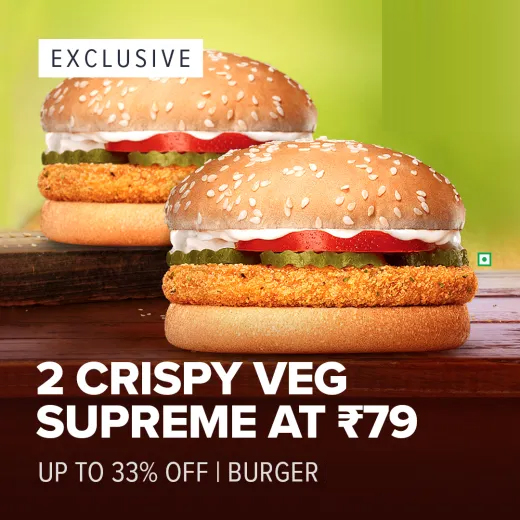 EXCLUSIVE
2 CRISPY VEG
SUPREME AT ₹79
UP TO 33% OFF | BURGER